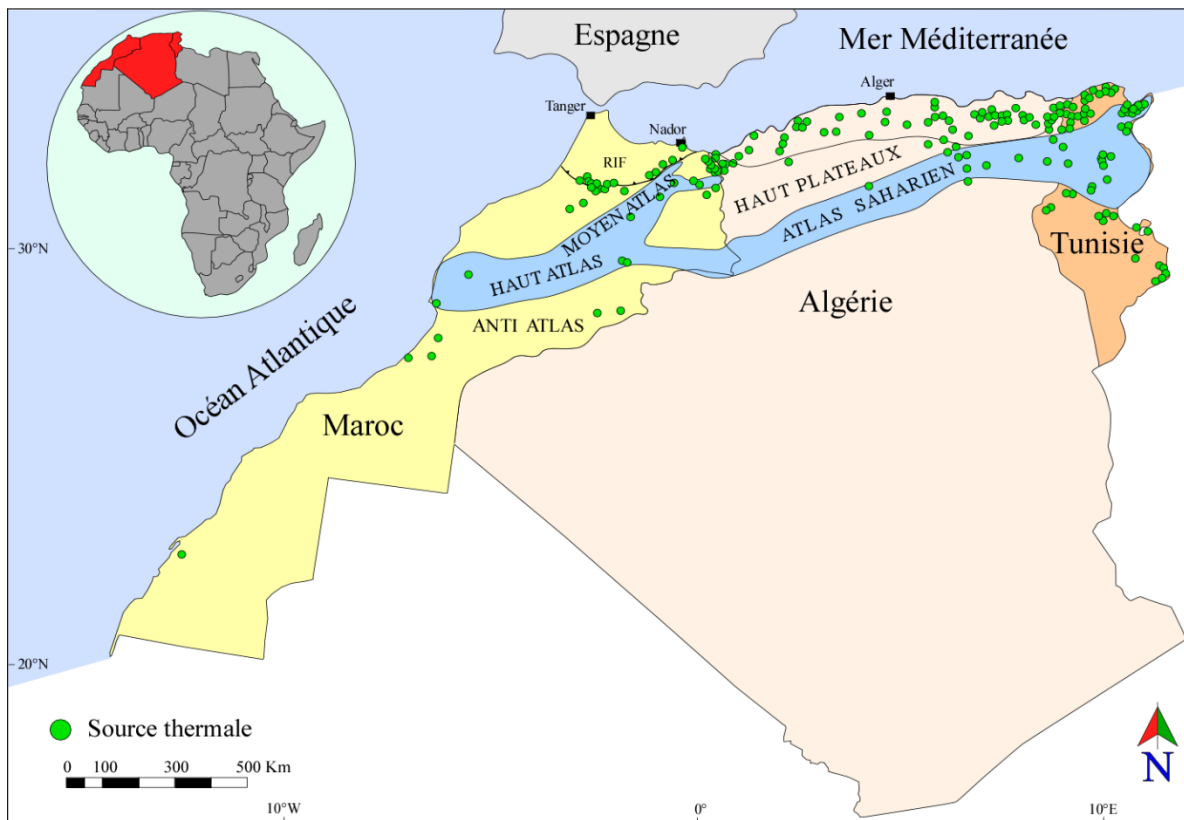 Espagne
Mer Méditerranée
Alger
Tanger
Nador
RIF
HAUT PLATEAUX
MOYEN ATLAS
ATLAS SAHARIEN
Tunisie
30°N
HAUT ATLAS
Algérie
ANTI ATLAS
Océan Atlantique
Maroc
20°N
Source thermale
0 100 300 500 Km
N
10°W
0°
10°E